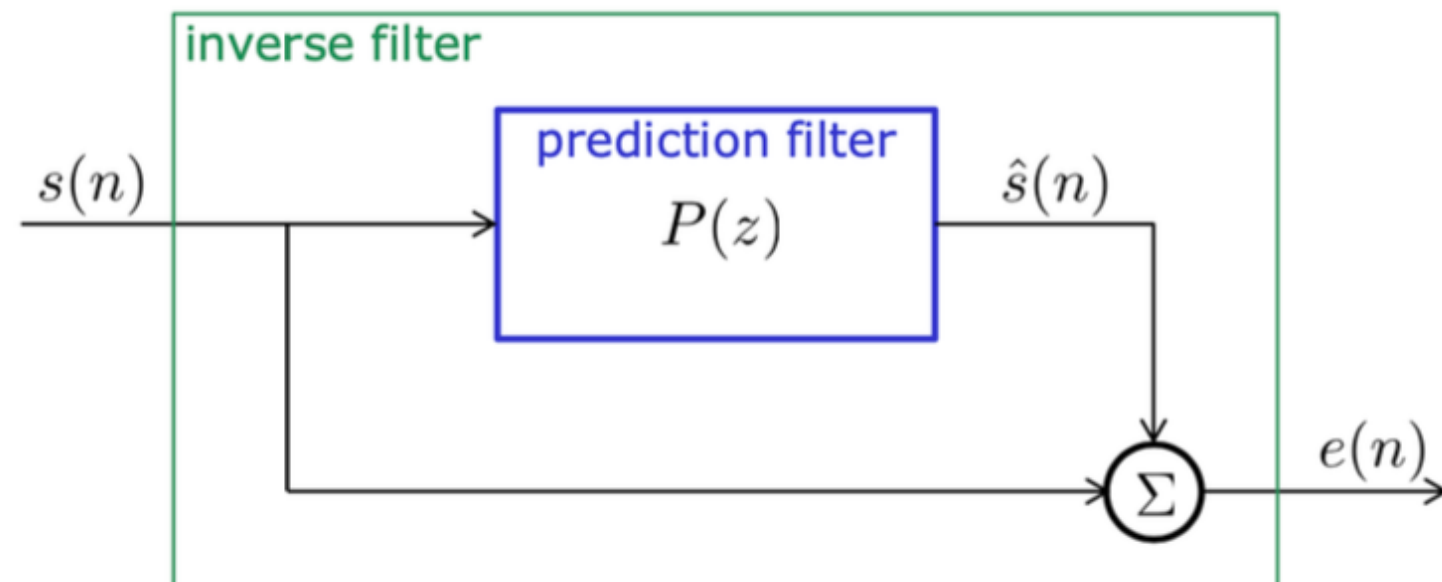 inverse filter
prediction filter
s(n)
ŝ(n)
P(z)
e(n)
Σ